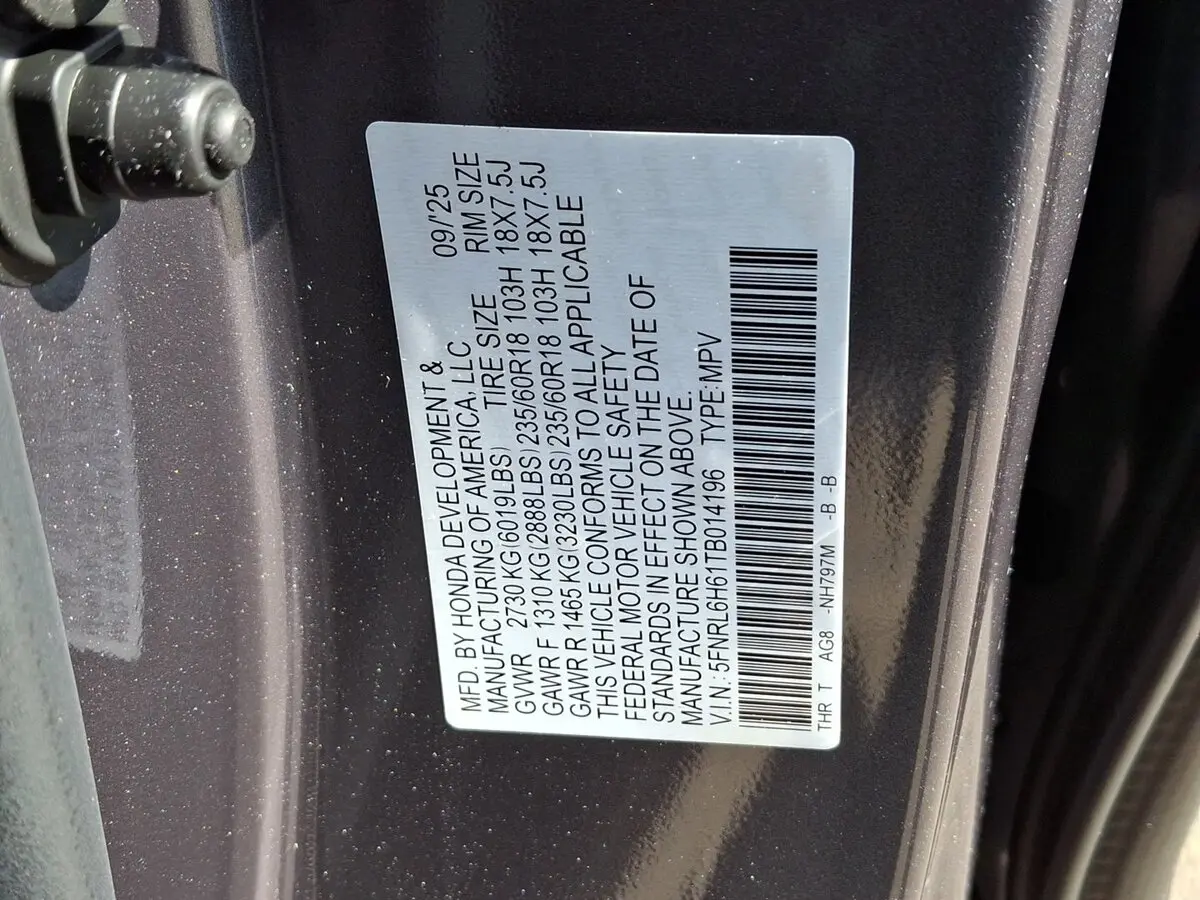 MFD. BY HONDA DEVELOPMENT & 09/'25
MANUFACTURING OF AMERICA, LLC
TIRE SIZE RIM SIZE
GVWR 2730 KG(6019LBS)
GAWR F 1310 KG(2888LBS) 235/60R18 103H 18X7.5J
GAWR R 1465 KG(3230LBS) 235/60R18 103H 18X7.5J
THIS VEHICLE CONFORMS TO ALL APPLICABLE
FEDERAL MOTOR VEHICLE SAFETY
STANDARDS IN EFFECT ON THE DATE OF
MANUFACTURE SHOWN ABOVE.
V.I.N.: 5FNRL6H61TB014196 TYPE:MPV
THR T AG8 -NH797M -B -B